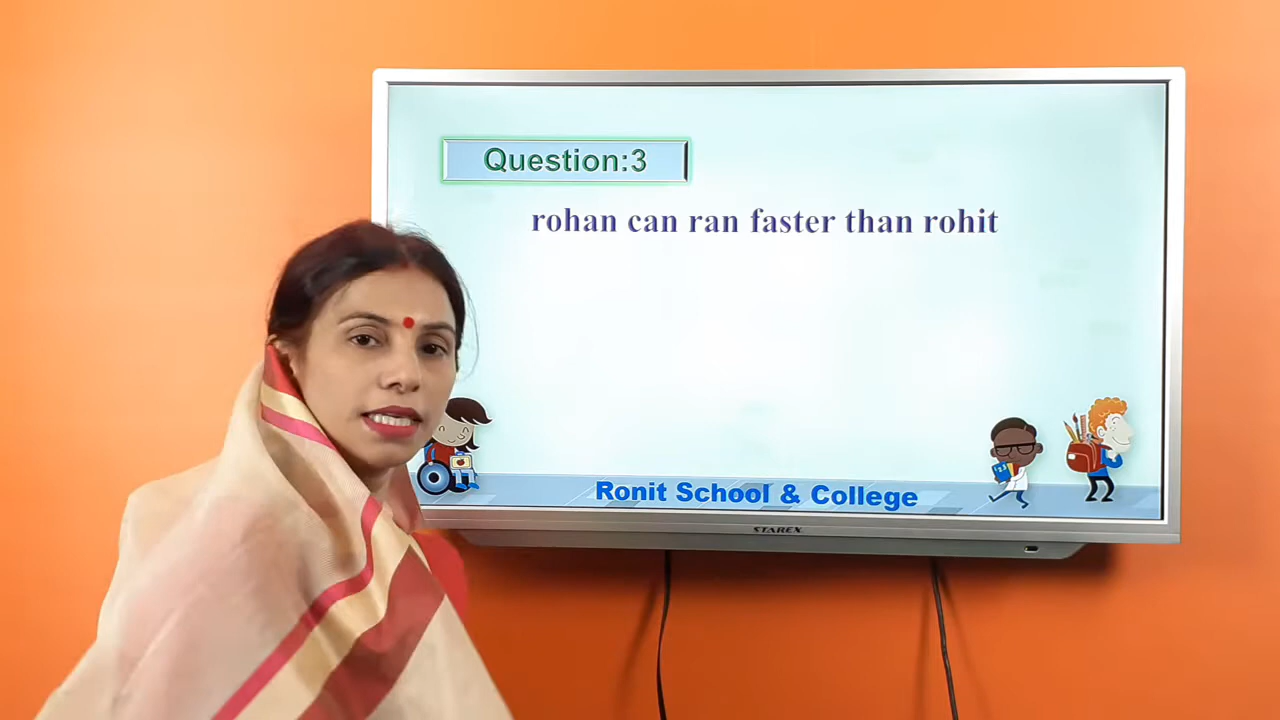 Question:3
rohan can ran faster than rohit
Ronit School & College
STAREX